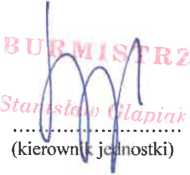 BURMISTRZ
Stanisław Glapiak
(kierownik jednostki)